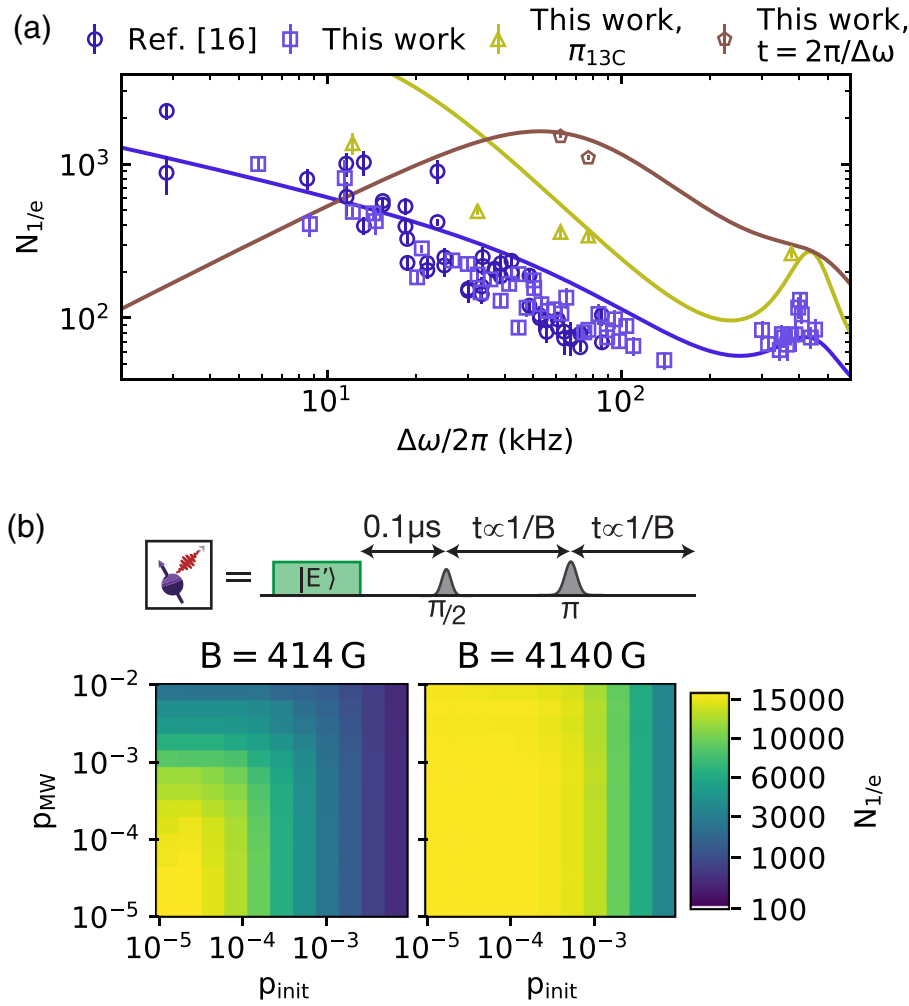 (a)
Ref. [16]
This work
This work,
π₁₃C
This work,
t = 2π/Δω
10³
10²
N₁/e
10¹
10²
Δω/2π (kHz)
(b)
0.1μs
t∝1/B
t∝1/B
=
|E'⟩
π/2
π
B = 414 G
B = 4140 G
10⁻²
10⁻³
10⁻⁴
10⁻⁵
pMW
10⁻⁵
10⁻⁴
10⁻³
pinit
10⁻⁵
10⁻⁴
10⁻³
pinit
15000
10000
6000
3000
1000
100
N₁/e